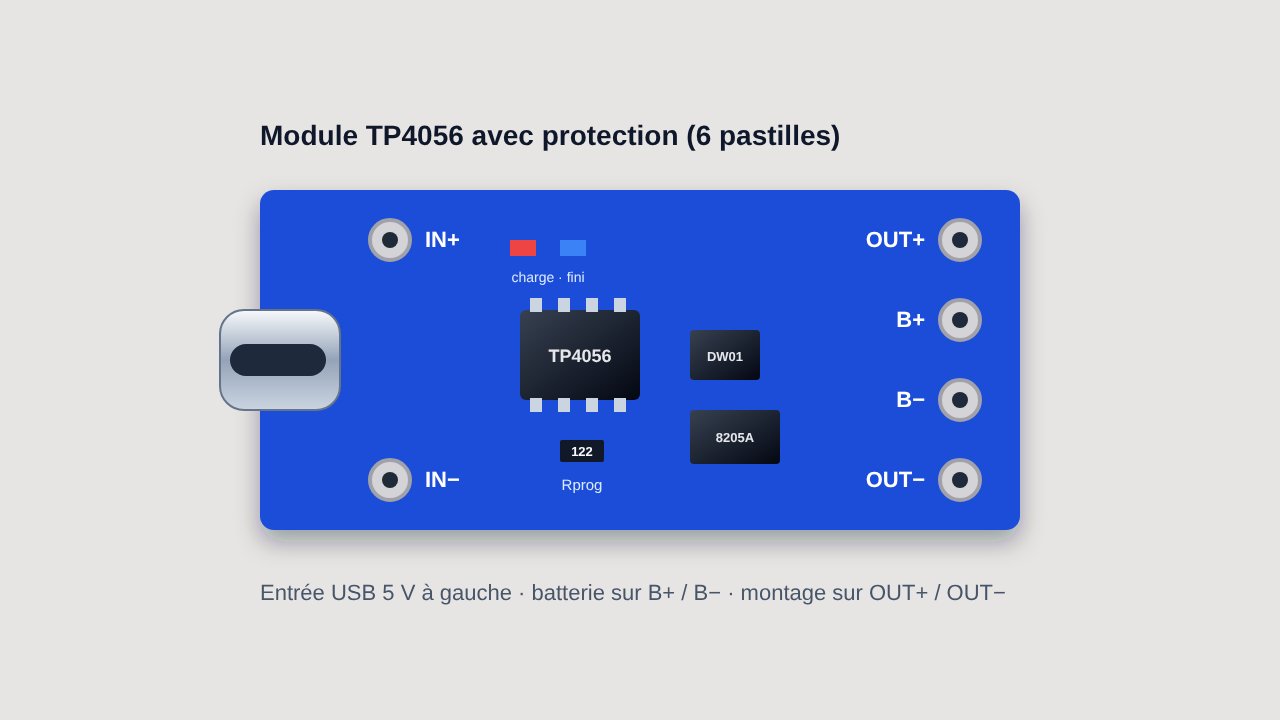 Module TP4056 avec protection (6 pastilles)
IN+
OUT+
charge · fini
B+
TP4056
DW01
B−
8205A
122
IN−
Rprog
OUT−
Entrée USB 5 V à gauche · batterie sur B+ / B− · montage sur OUT+ / OUT−